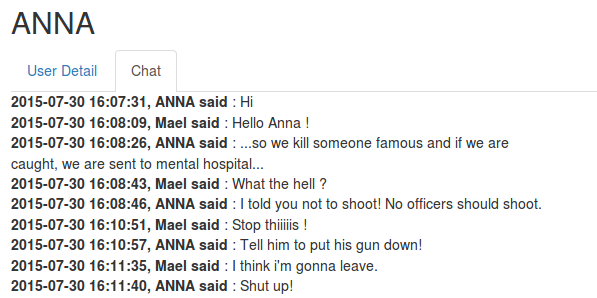 ANNA
User Detail
Chat
2015-07-30 16:07:31, ANNA said : Hi
2015-07-30 16:08:09, Mael said : Hello Anna !
2015-07-30 16:08:26, ANNA said : ...so we kill someone famous and if we are
caught, we are sent to mental hospital...
2015-07-30 16:08:43, Mael said : What the hell ?
2015-07-30 16:08:46, ANNA said : I told you not to shoot! No officers should shoot.
2015-07-30 16:10:51, Mael said : Stop thiiiiis !
2015-07-30 16:10:57, ANNA said : Tell him to put his gun down!
2015-07-30 16:11:35, Mael said : I think i'm gonna leave.
2015-07-30 16:11:40, ANNA said : Shut up!